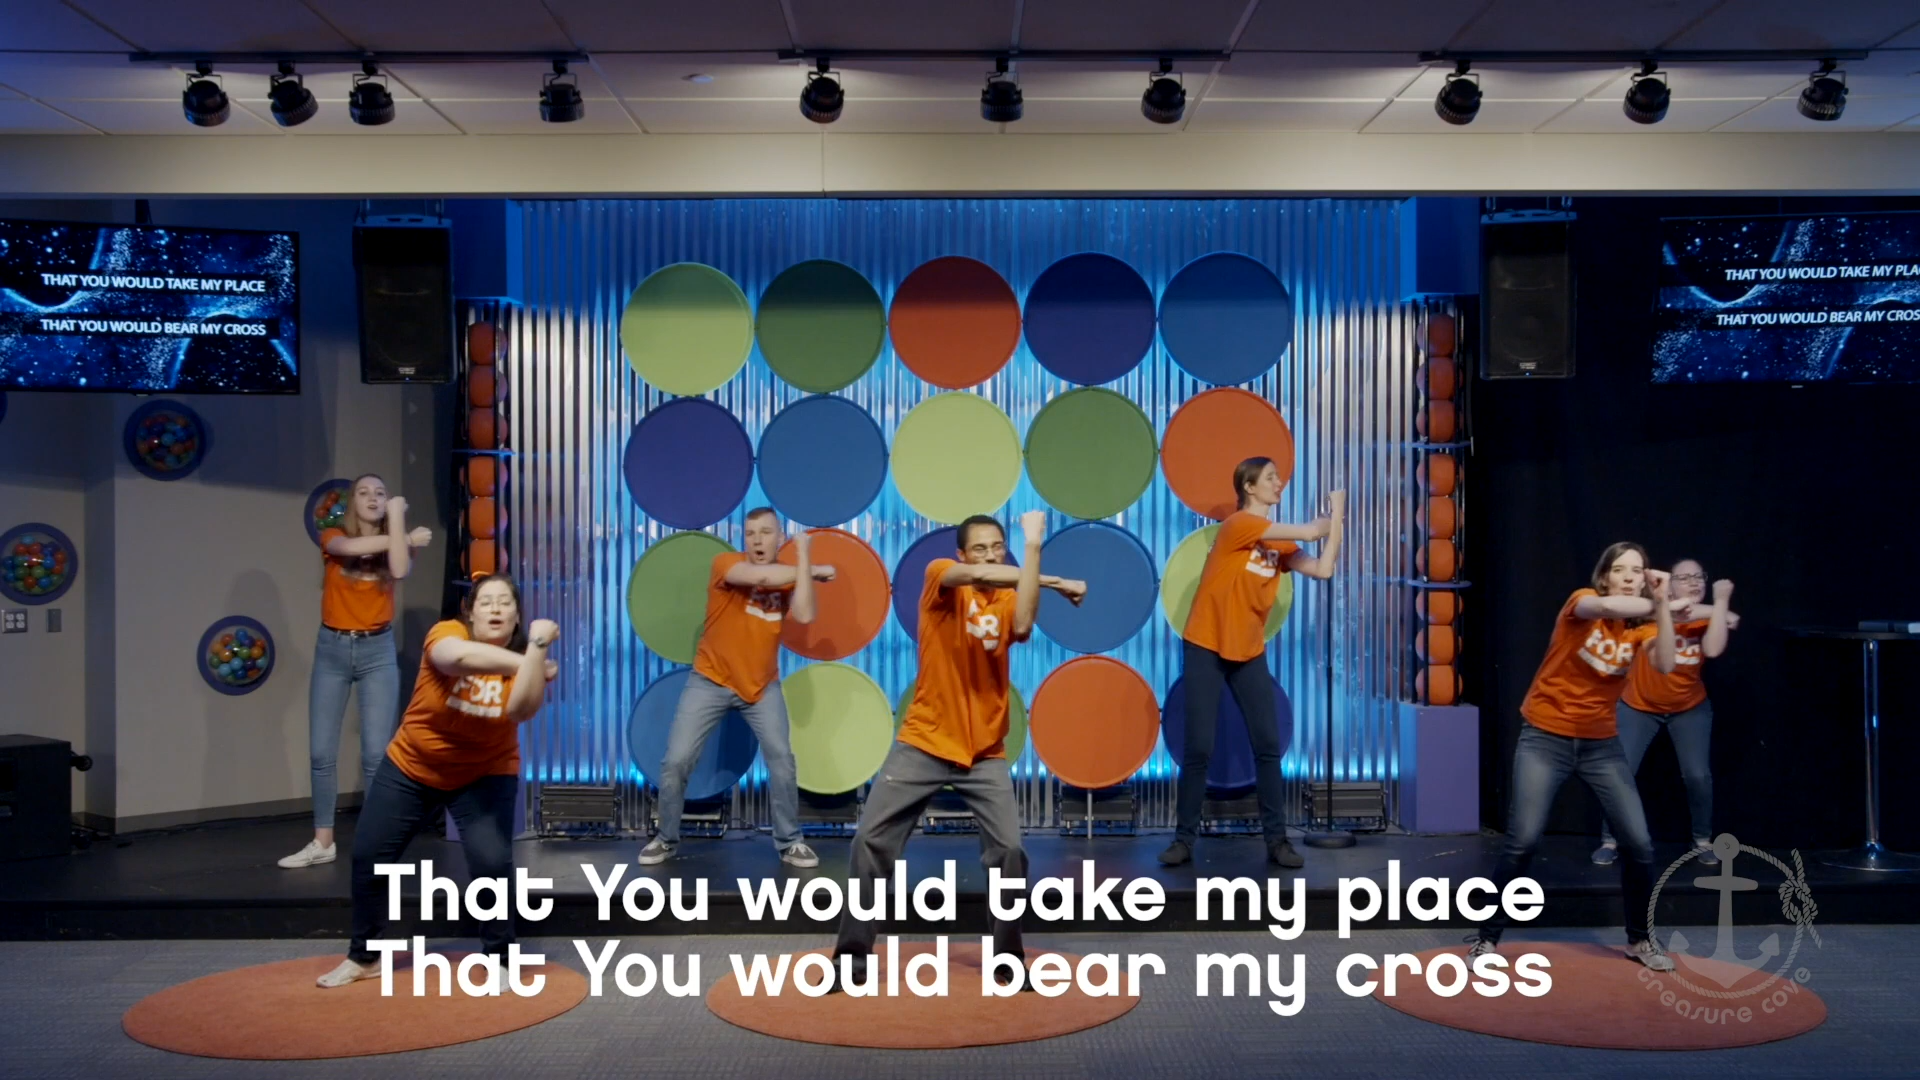 THAT YOU WOULD TAKE MY PLACE
THAT YOU WOULD BEAR MY CROSS
THAT YOU WOULD TAKE MY PLA
THAT YOU WOULD BEAR MY CROS
FOR
FOR
OR
That You would take my place
That You would bear my cross
treasure cove